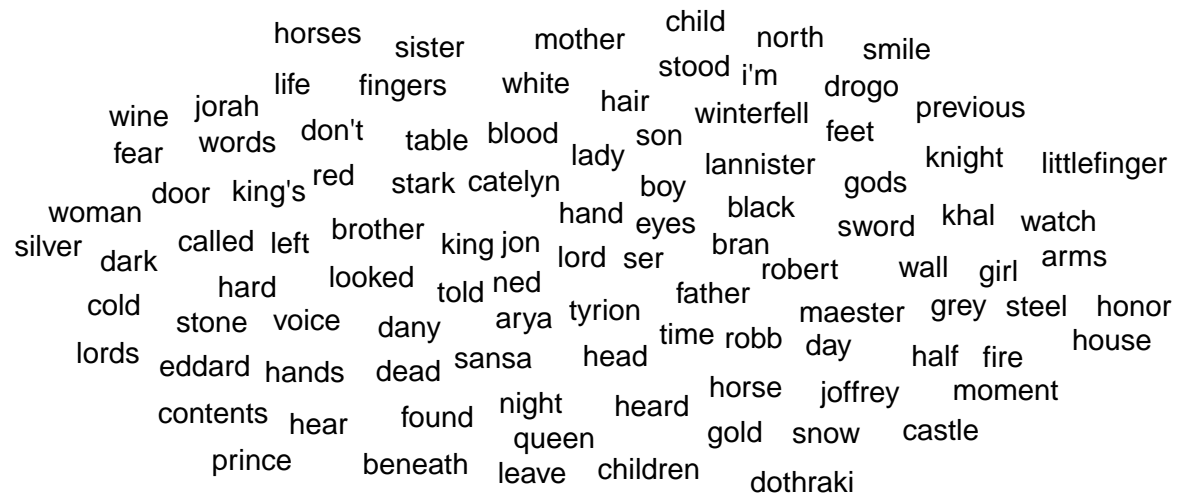 child
horses sister mother north smile
life fingers white stood i'm drogo
wine jorah hair winterfell previous
fear words don't table blood son feet
lady lannister knight littlefinger
door king's red stark catelyn boy gods
woman hand eyes black sword khal watch
silver dark called left brother king jon lord ser bran wall girl arms
cold hard looked told ned father robert maester grey steel honor
stone voice dany arya tyrion time robb day house
lords eddard hands dead sansa head half fire
contents hear found night heard horse joffrey moment
queen gold snow castle
prince beneath leave children dothraki